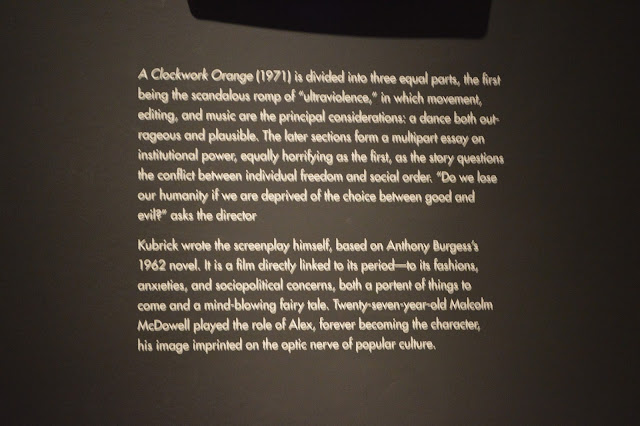 A Clockwork Orange (1971) is divided into three equal parts, the first
being the scandalous romp of “ultraviolence,” in which movement,
editing, and music are the principal considerations: a dance both out-
rageous and plausible. The later sections form a multipart essay on
institutional power, equally horrifying as the first, as the story questions
the conflict between individual freedom and social order. “Do we lose
our humanity if we are deprived of the choice between good and
evil?” asks the director
Kubrick wrote the screenplay himself, based on Anthony Burgess’s
1962 novel. It is a film directly linked to its period—to its fashions,
anxieties, and sociopolitical concerns, both a portent of things to
come and a mind-blowing fairy tale. Twenty-seven-year-old Malcolm
McDowell played the role of Alex, forever becoming the character,
his image imprinted on the optic nerve of popular culture.